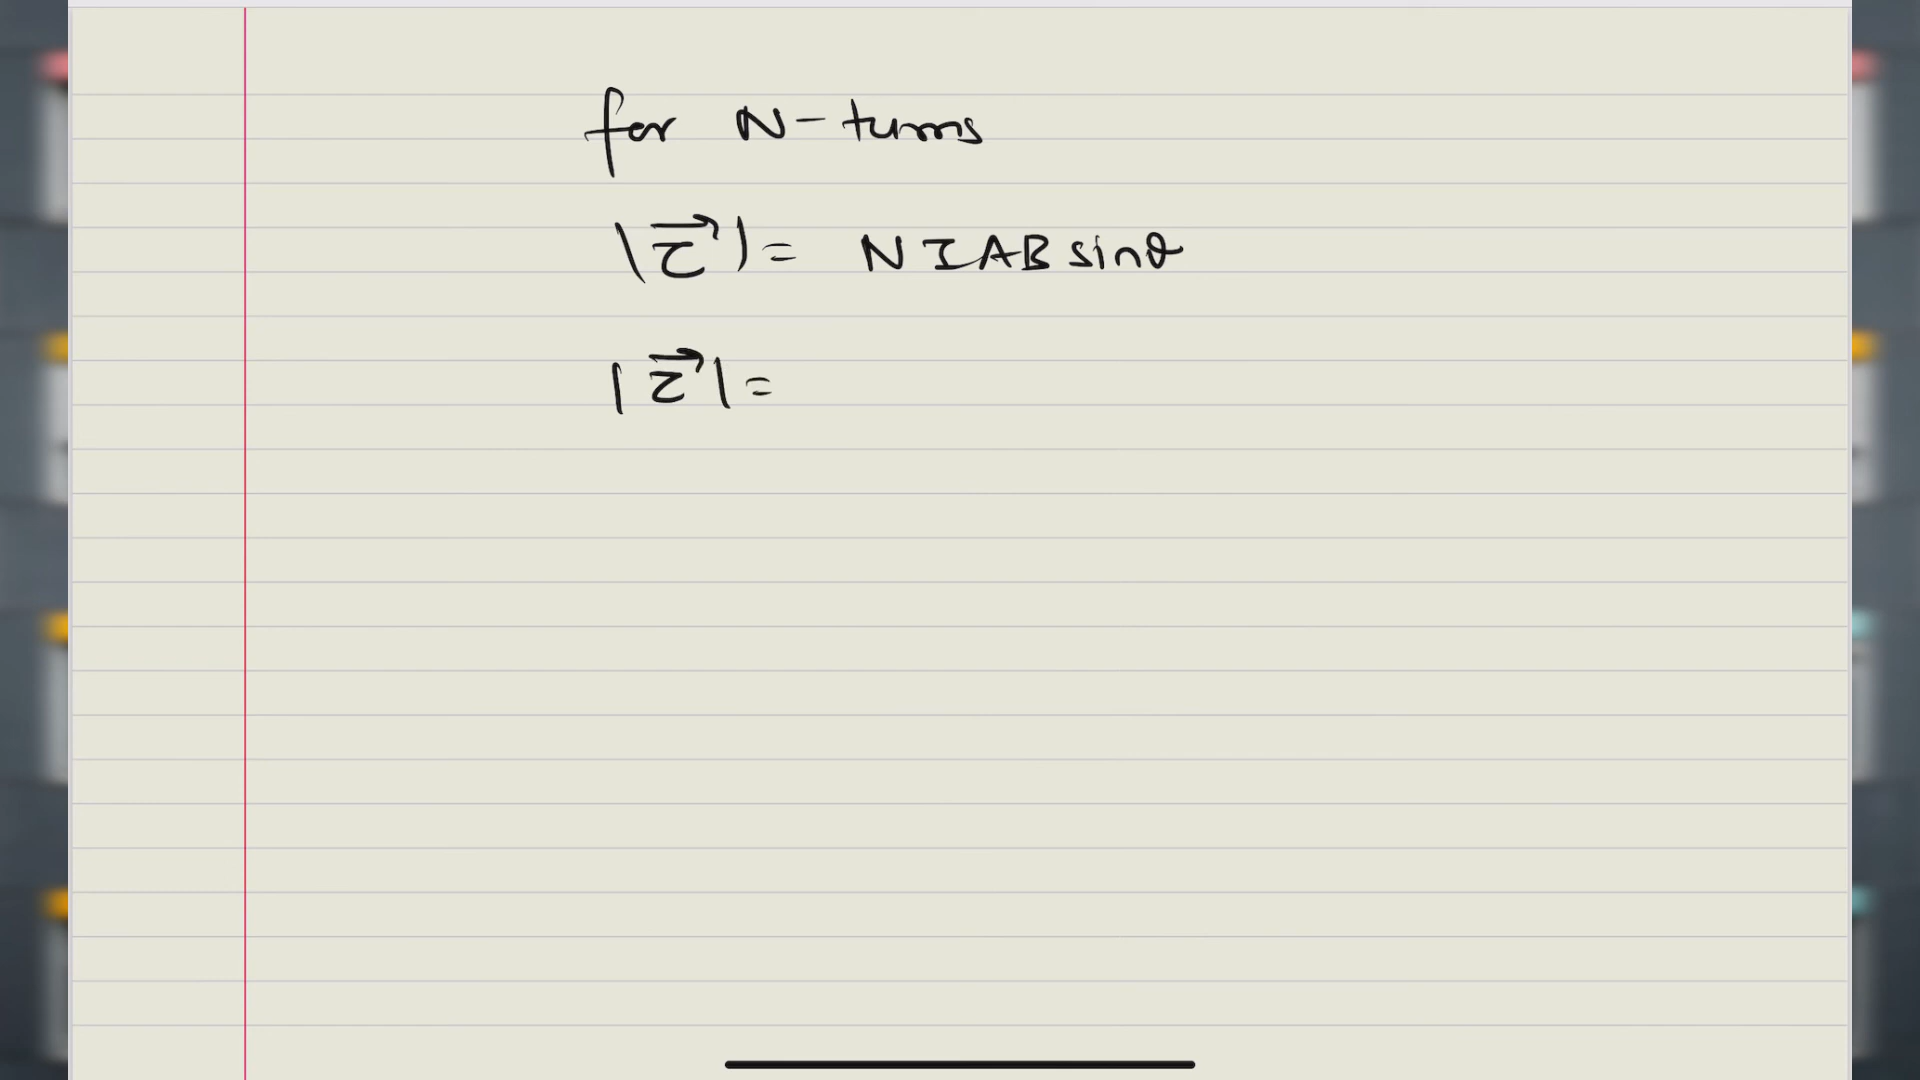 for N-turns
|τ⃗| = NIAB sinθ
|τ⃗| =